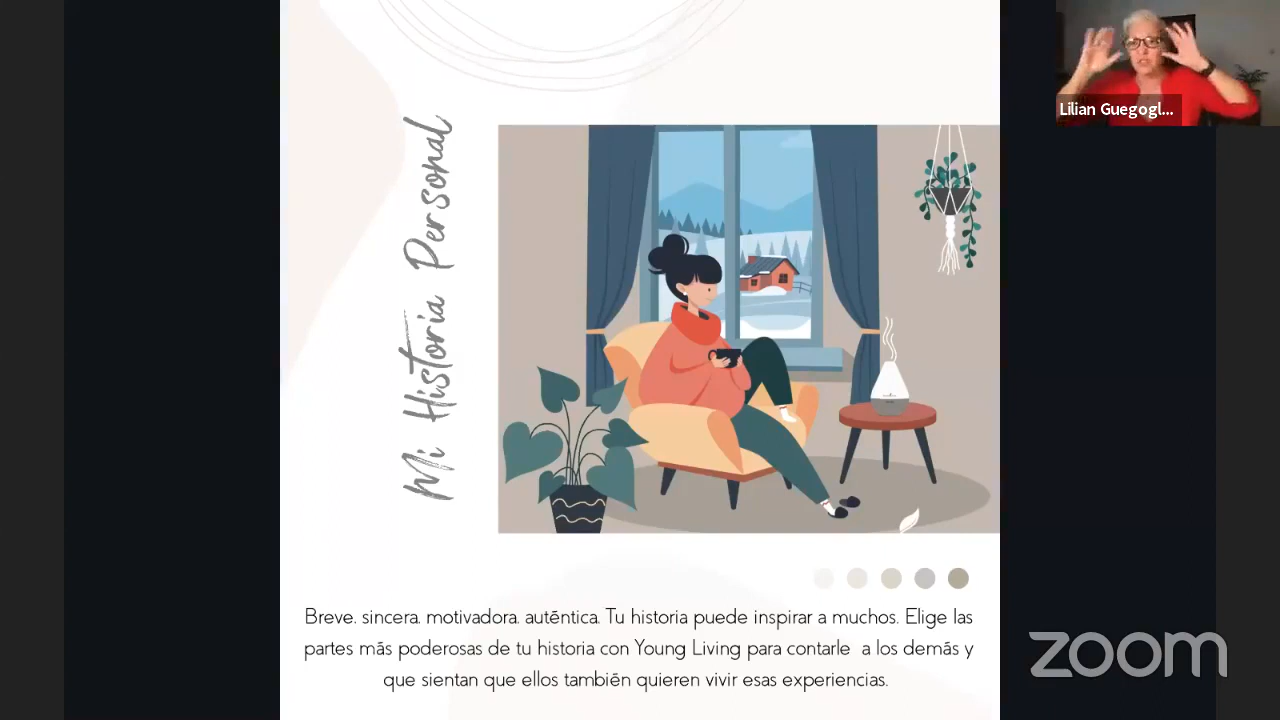 Mi Historia Personal
Lilian Guegogl...
Breve. sincera. motivadora. auténtica. Tu historia puede inspirar a muchos. Elige las
partes más poderosas de tu historia con Young Living para contarle a los demás y
que sientan que ellos también quieren vivir esas experiencias.
zoom